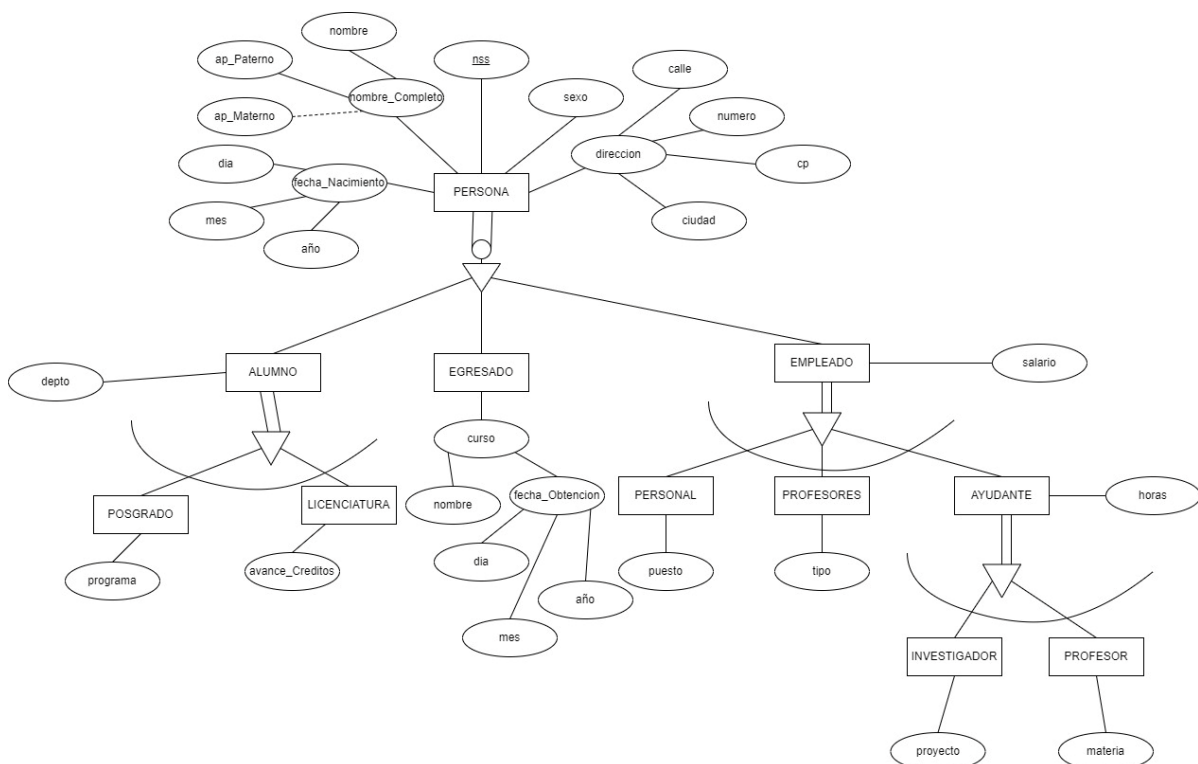 nombre
ap_Paterno
nss
calle
nombre_Completo
sexo
ap_Materno
numero
direccion
dia
cp
fecha_Nacimiento
PERSONA
mes
ciudad
año
ALUMNO
EGRESADO
EMPLEADO
salario
depto
curso
POSGRADO
LICENCIATURA
nombre
fecha_Obtencion
PERSONAL
PROFESORES
AYUDANTE
horas
programa
avance_Creditos
dia
año
puesto
tipo
mes
INVESTIGADOR
PROFESOR
proyecto
materia